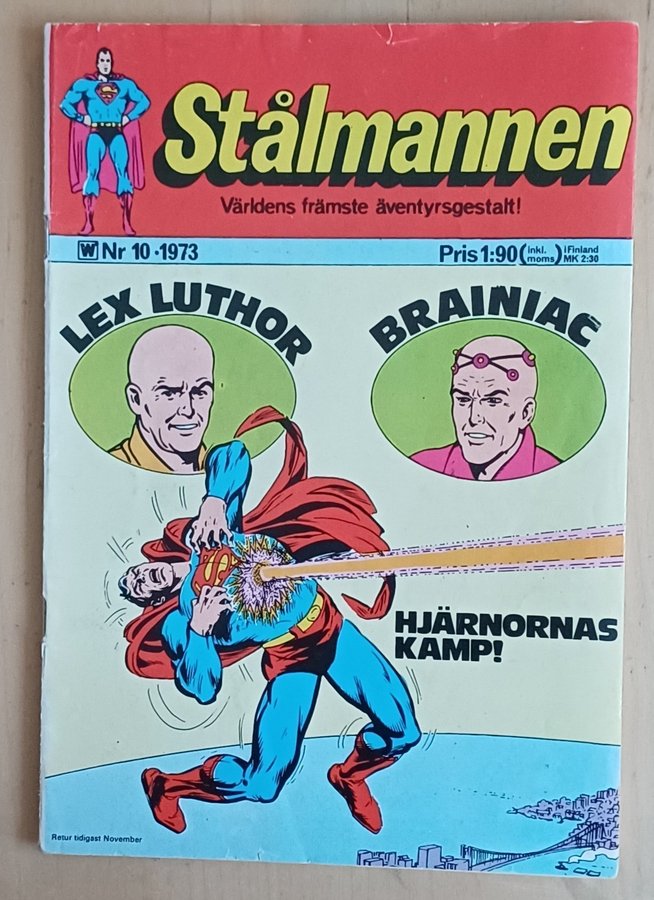 Stålmannen
Världens främste äventyrsgestalt!
W Nr 10 • 1973
Pris 1:90 (inkl. moms) i Finland MK 2:30
LEX LUTHOR
BRAINIAC
S
HJÄRNORNAS
KAMP!
Retur tidigast November